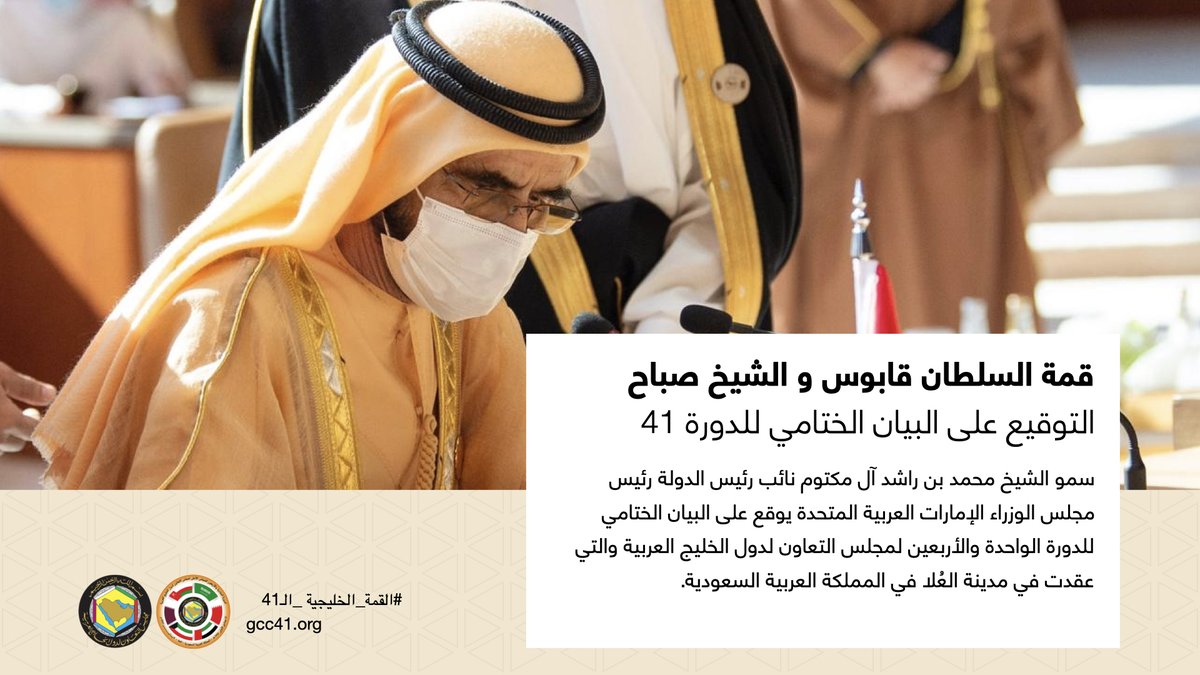 قمة السلطان قابوس و الشيخ صباح
التوقيع على البيان الختامي للدورة 41
سمو الشيخ محمد بن راشد آل مكتوم نائب رئيس الدولة رئيس
مجلس الوزراء الإمارات العربية المتحدة يوقع على البيان الختامي
للدورة الواحدة والأربعين لمجلس التعاون لدول الخليج العربية والتي
عقدت في مدينة العُلا في المملكة العربية السعودية.
#القمة_الخليجية _الـ41
gcc41.org